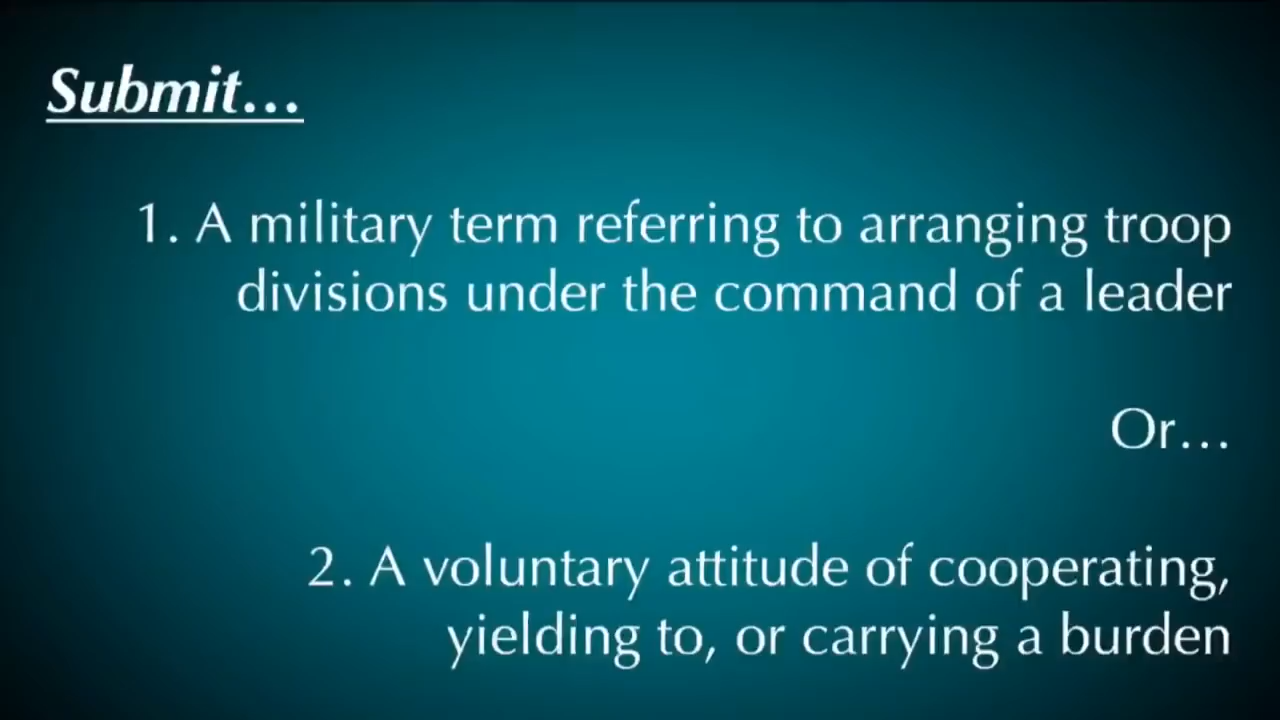 Submit...
1. A military term referring to arranging troop
divisions under the command of a leader
Or...
2. A voluntary attitude of cooperating,
yielding to, or carrying a burden